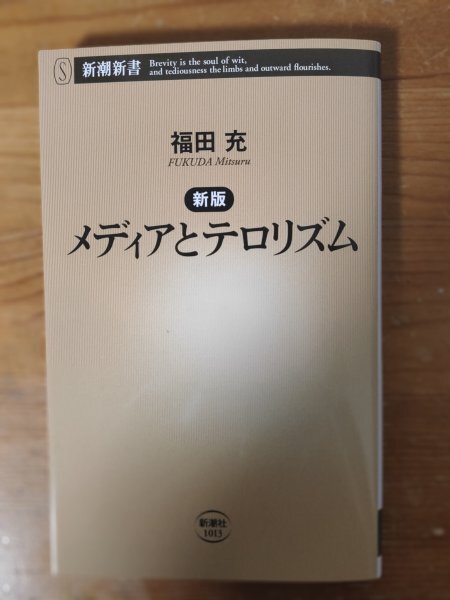 S
新潮新書
Brevity is the soul of wit,
and tediousness the limbs and outward flourishes.
福田 充
FUKUDA Mitsuru
新版
メディアとテロリズム
新潮社
1013